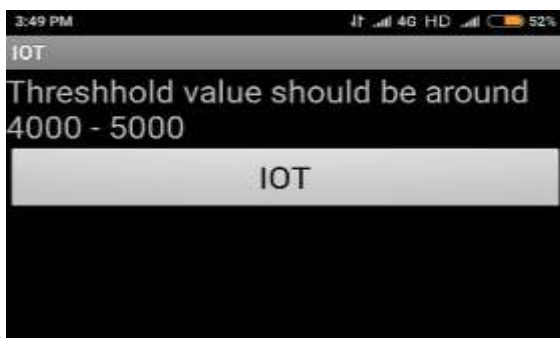 3:49 PM 4G HD 52%
IOT
Threshhold value should be around
4000 - 5000
IOT